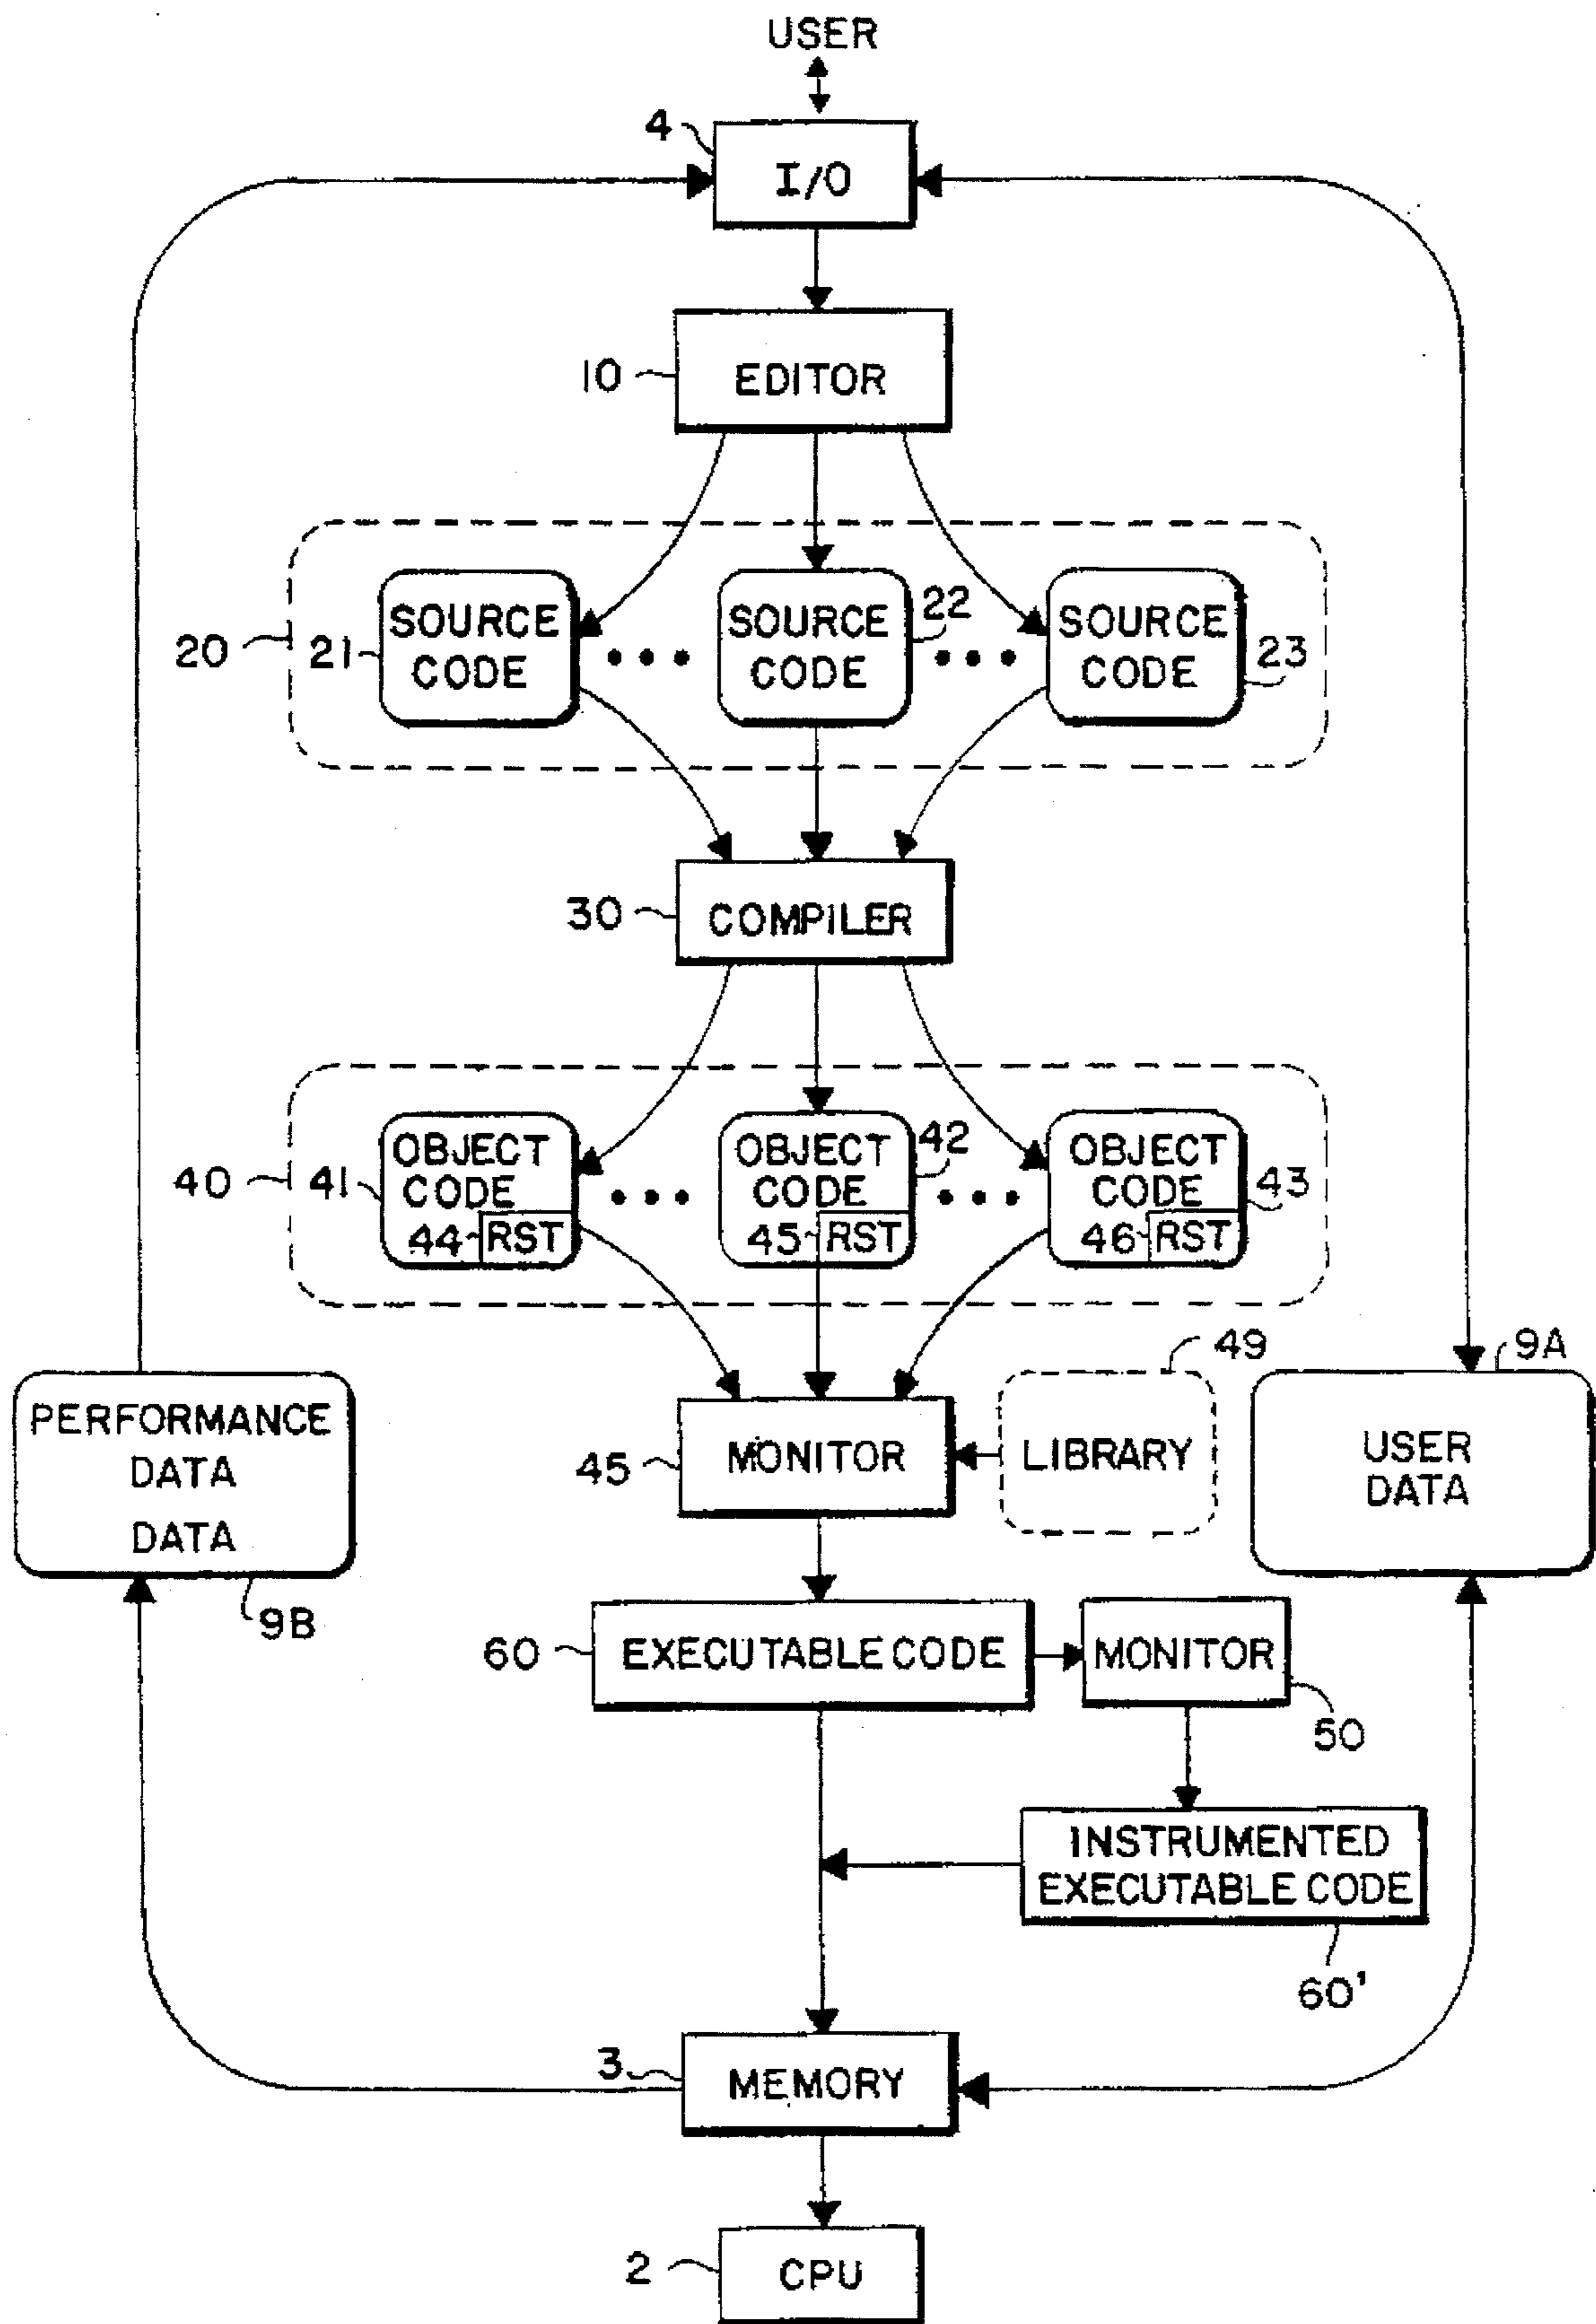 USER
4
I/O
10
EDITOR
20
21
SOURCE
CODE
SOURCE
CODE
22
SOURCE
CODE
23
30
COMPILER
40
41
OBJECT
CODE
44
RST
OBJECT
CODE
42
45
RST
OBJECT
CODE
43
46
RST
PERFORMANCE
DATA
DATA
9B
45
MONITOR
LIBRARY
49
9A
USER
DATA
60
EXECUTABLE CODE
MONITOR
50
INSTRUMENTED
EXECUTABLE CODE
60'
3
MEMORY
2
CPU